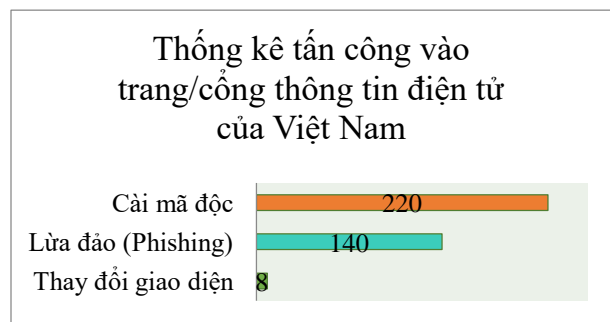 Thống kê tấn công vào
trang/cổng thông tin điện tử
của Việt Nam
Cài mã độc
220
Lừa đảo (Phishing)
140
Thay đổi giao diện
8